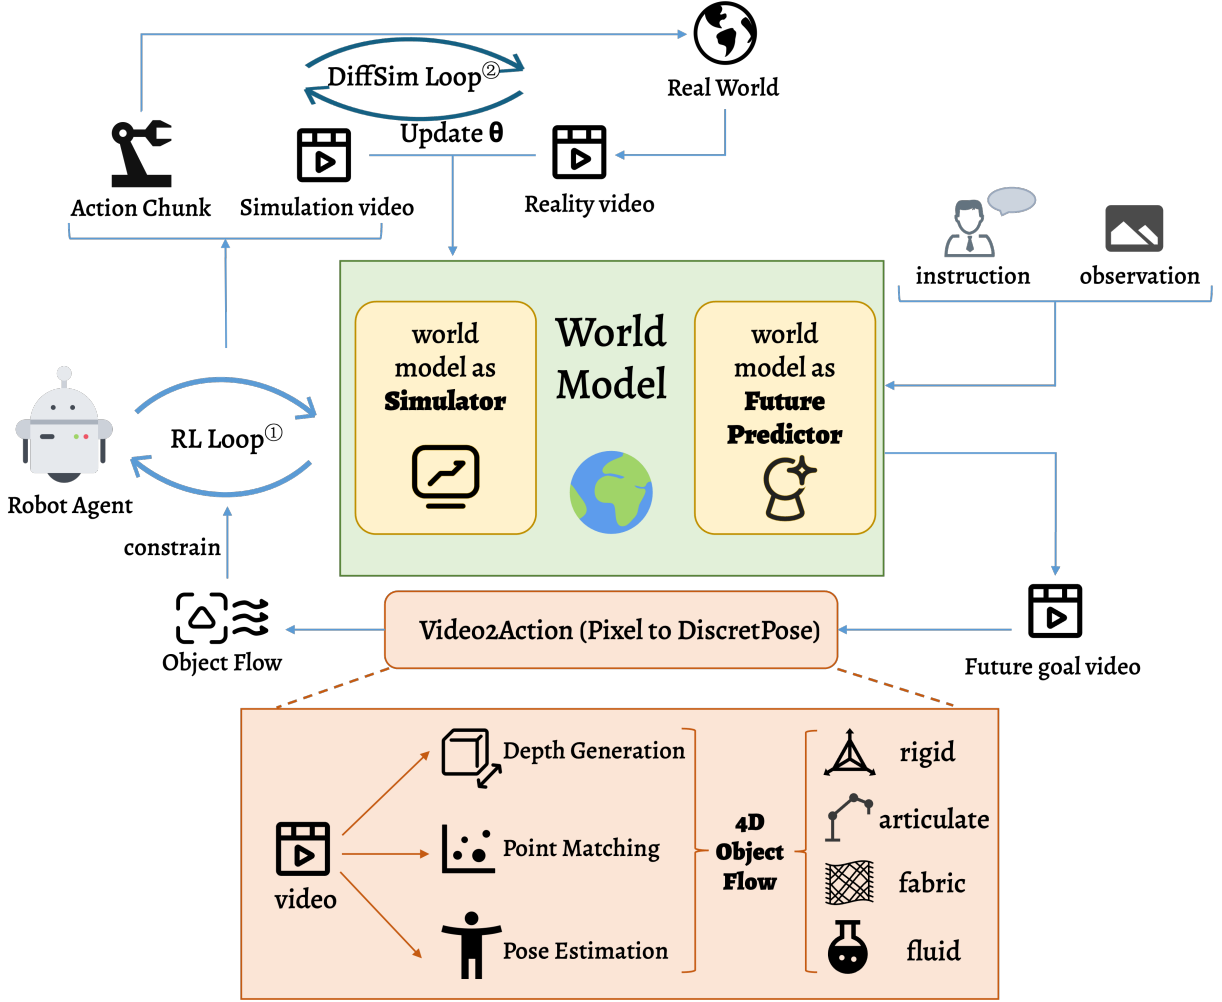 DiffSim Loop②
Update θ
Real World
Action Chunk
Simulation video
Reality video
instruction
observation
world
model as
Simulator
World
Model
world
model as
Future
Predictor
RL Loop①
Robot Agent
constrain
Object Flow
Video2Action (Pixel to DiscretPose)
Future goal video
video
Depth Generation
Point Matching
Pose Estimation
4D
Object
Flow
rigid
articulate
fabric
fluid